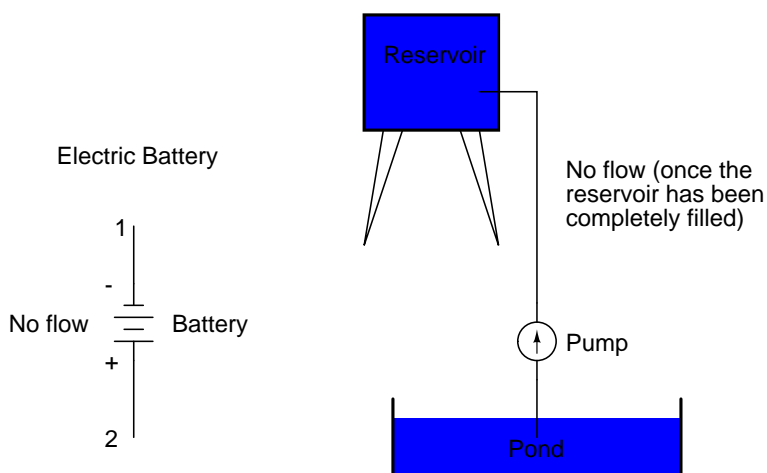 Reservoir
Electric Battery
No flow (once the
reservoir has been
completely filled)
1
-
No flow
Battery
+
2
Pump
Pond